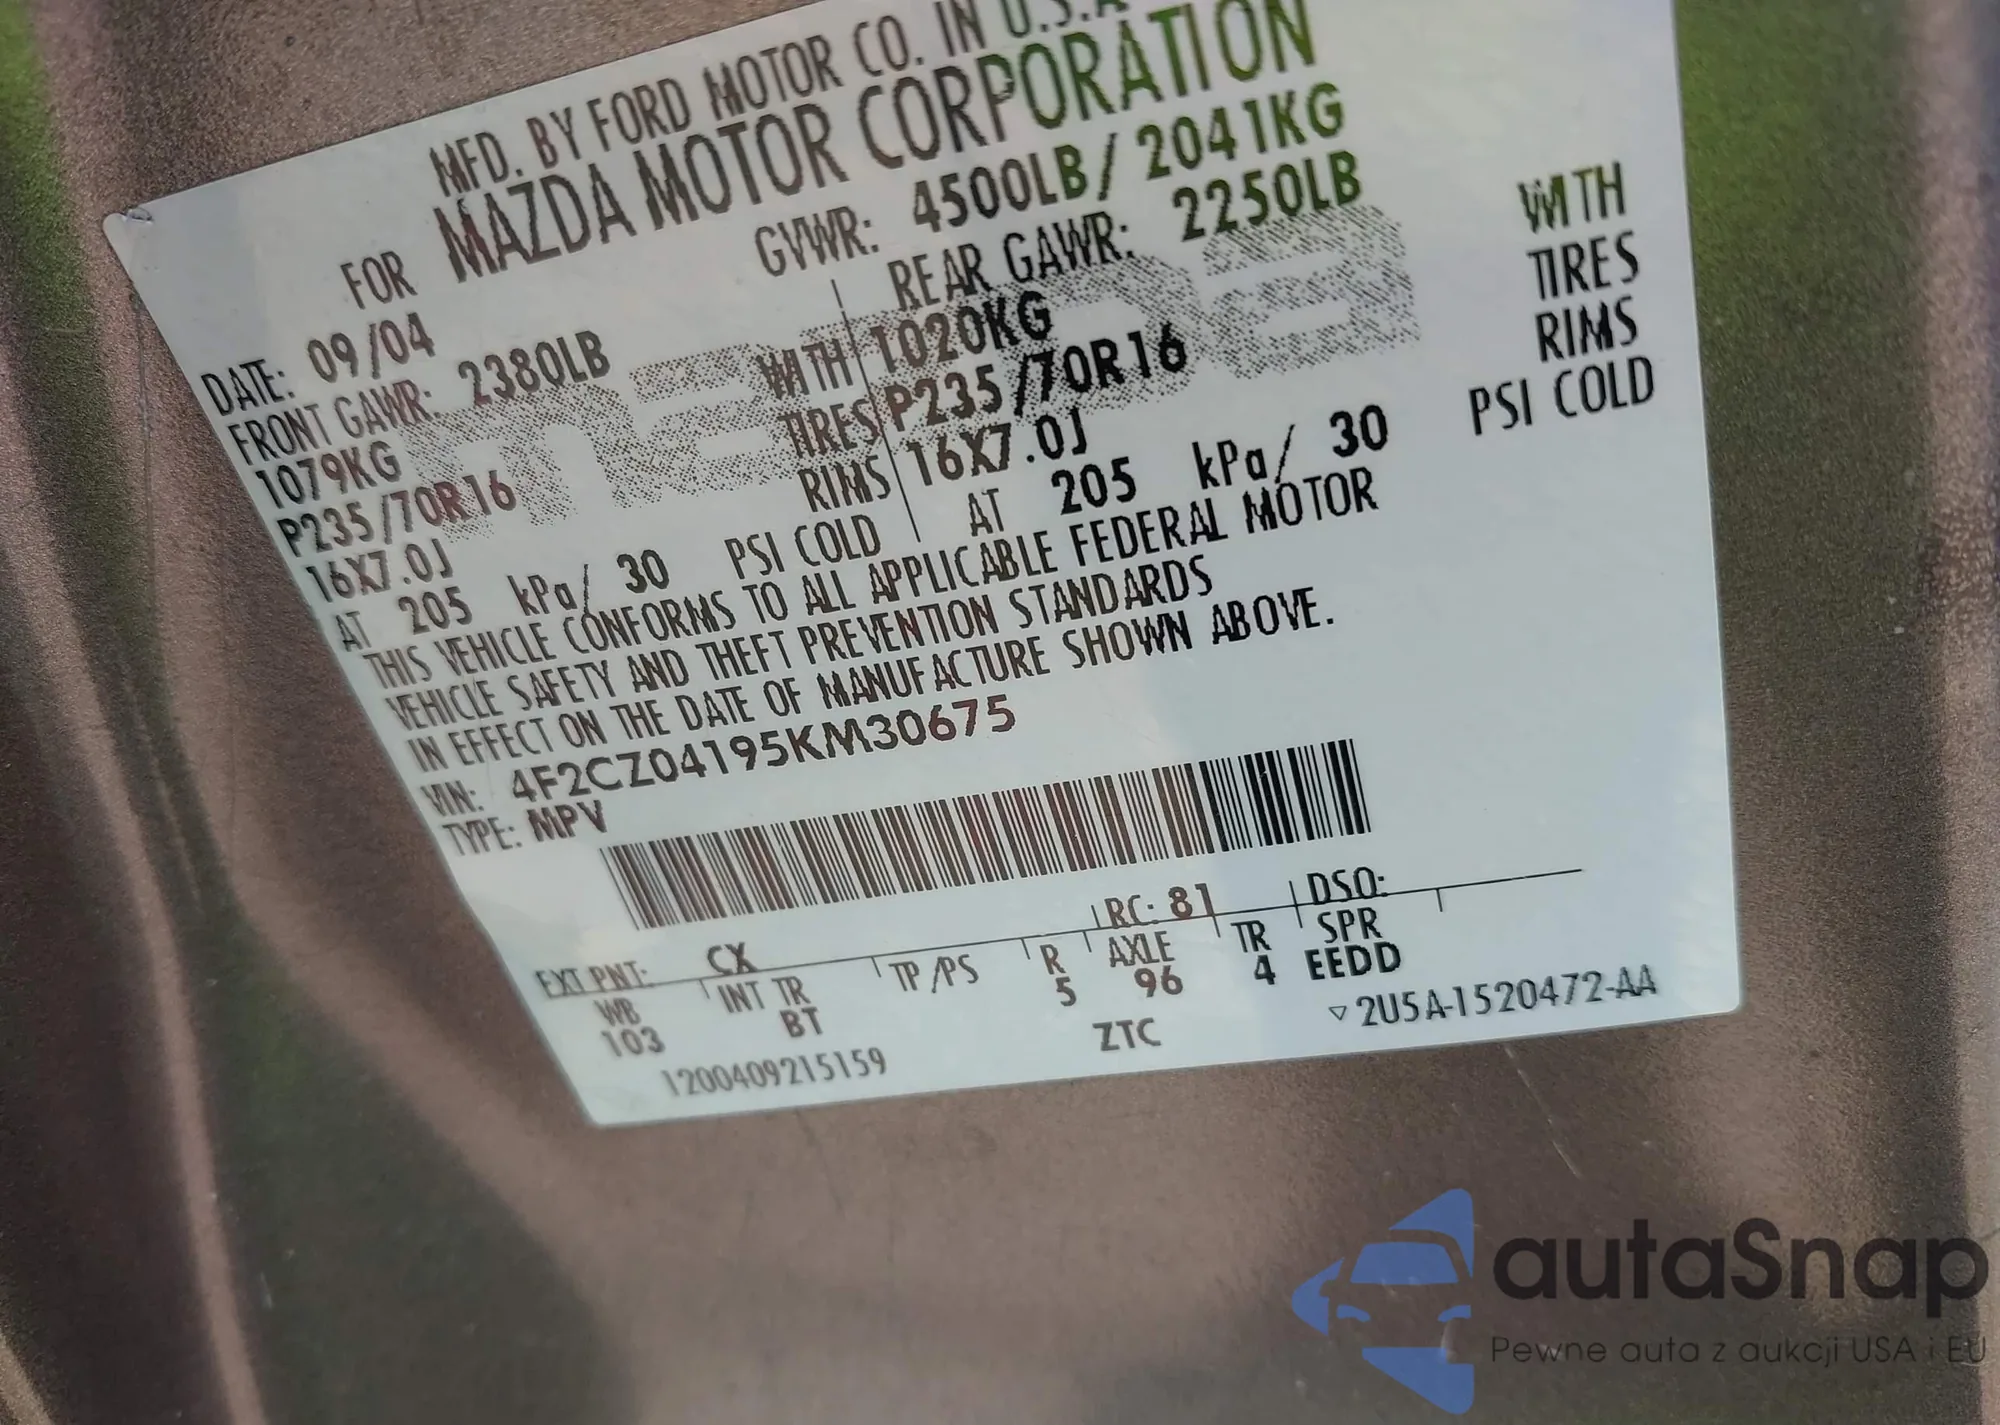 MFD. BY FORD MOTOR CO. IN U.S.A
FOR MAZDA MOTOR CORPORATION
DATE: 09/04 GVWR: 4500LB/ 2041KG
FRONT GAWR: 2380LB REAR GAWR: 2250LB
1079KG WITH 1020KG WITH
P235/70R16 TIRES P235/70R16 TIRES
16X7.0J RIMS 16X7.0J RIMS
AT 205 kPa/ 30 PSI COLD AT 205 kPa/ 30 PSI COLD
THIS VEHICLE CONFORMS TO ALL APPLICABLE FEDERAL MOTOR
VEHICLE SAFETY AND THEFT PREVENTION STANDARDS
IN EFFECT ON THE DATE OF MANUFACTURE SHOWN ABOVE.
VIN: 4F2CZ04195KM30675
TYPE: MPV
EXT PNT: CX RC: 81 DSO:
WB INT TR TP/PS R AXLE TR SPR
103 BT 5 96 4 EEDD
1200409215159 ZTC ▽2U5A-1520472-AA
mazda
autaSnap
Pewne auta z aukcji USA i EU